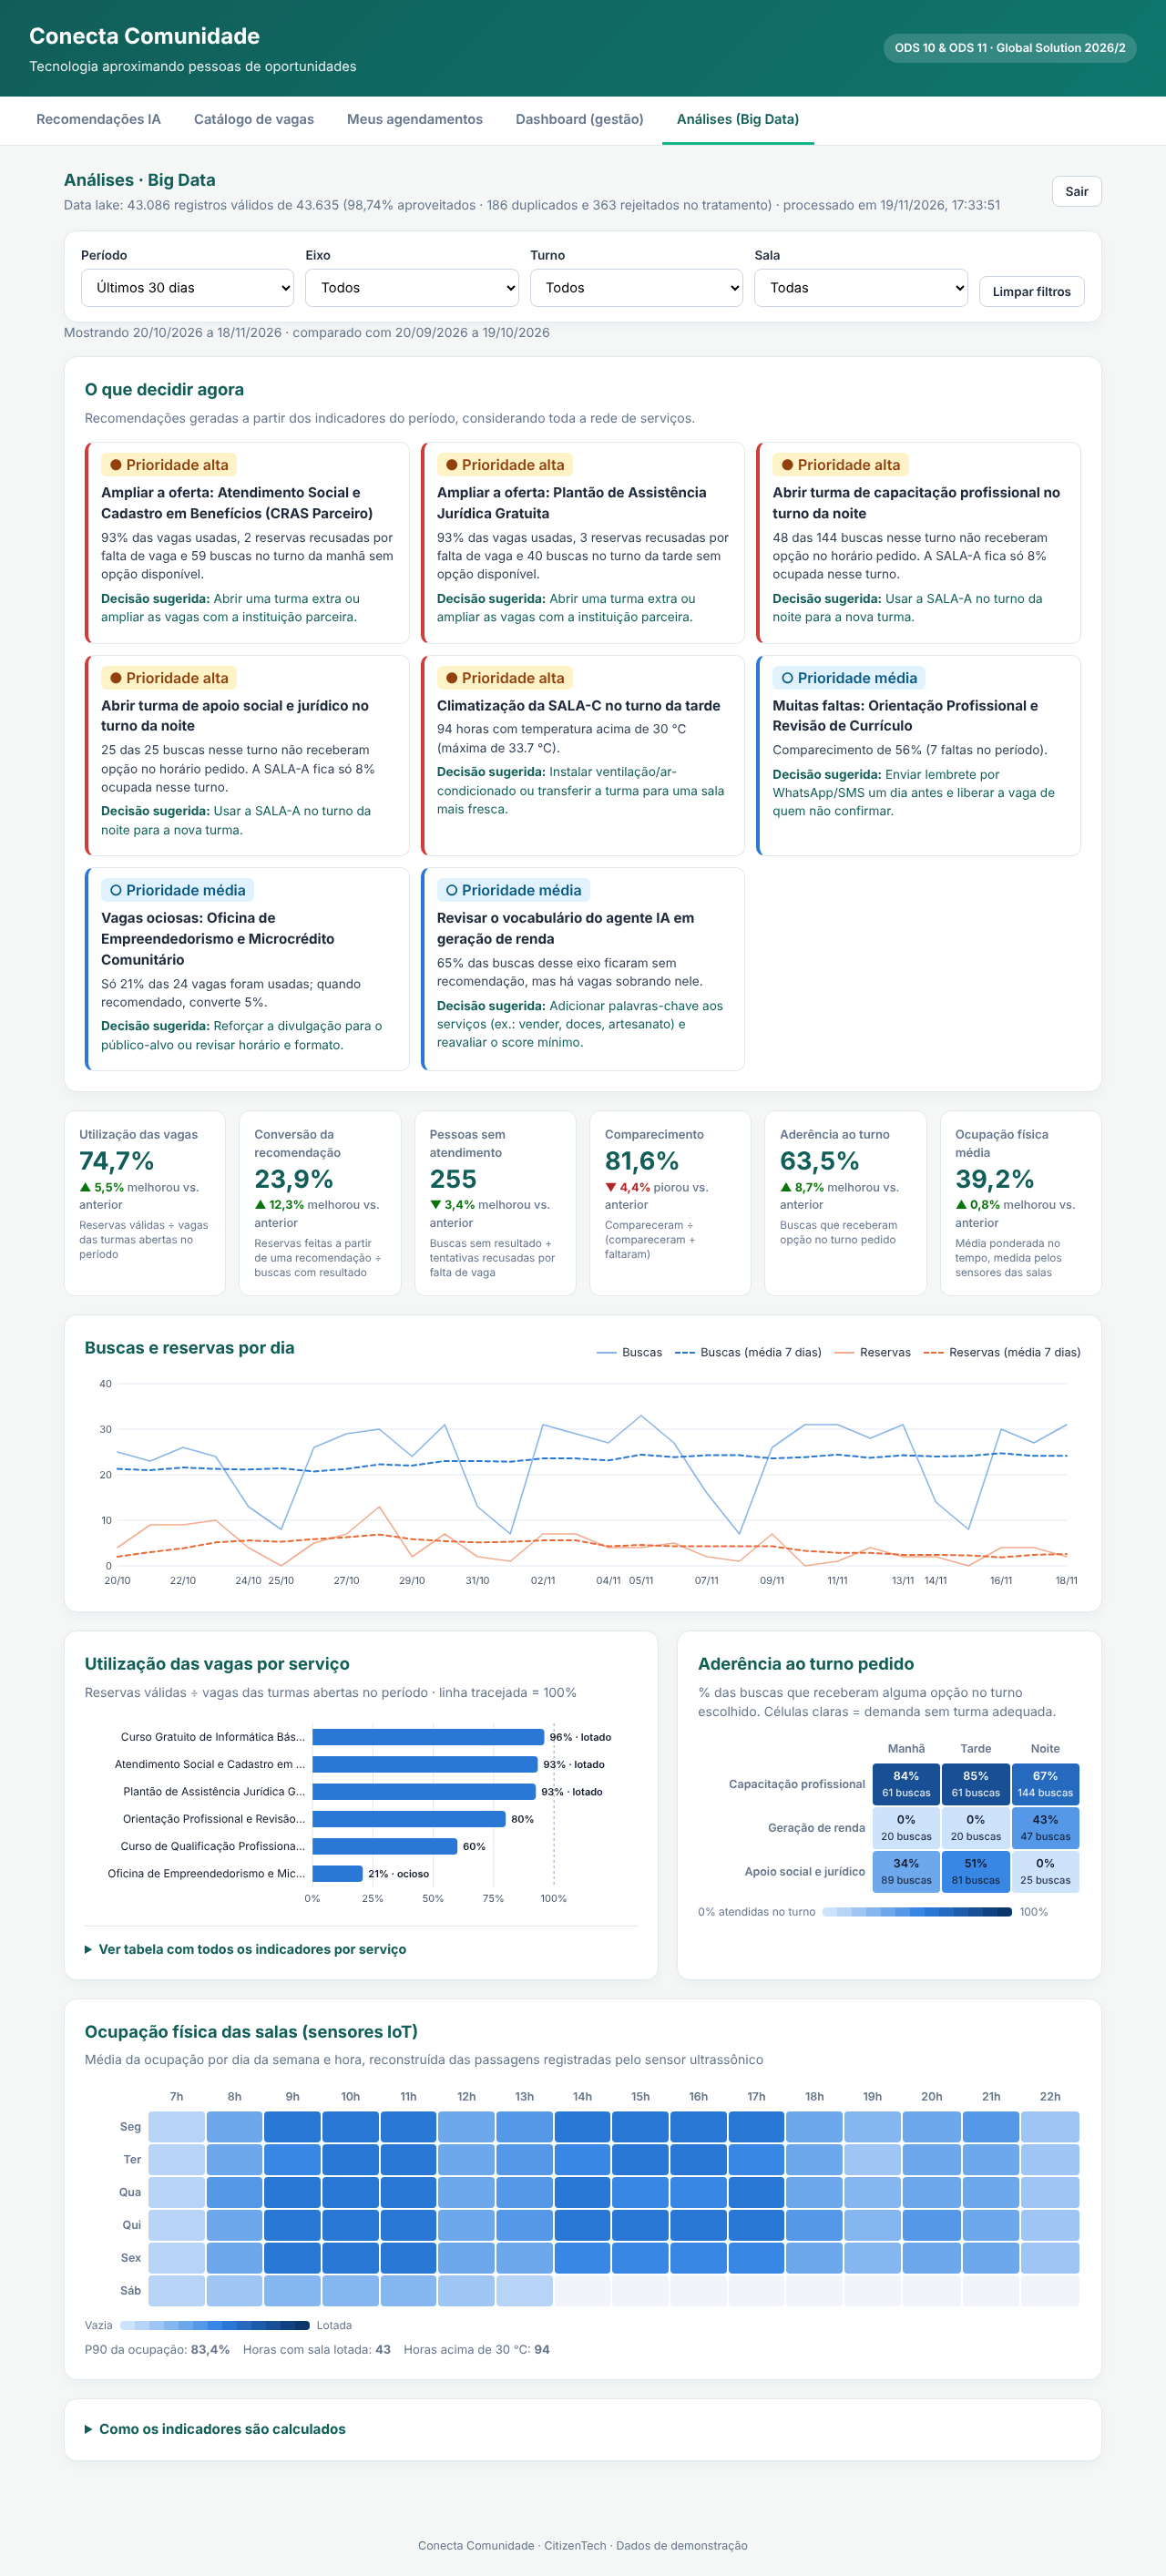 Conecta Comunidade
Tecnologia aproximando pessoas de oportunidades
ODS 10 & ODS 11 · Global Solution 2026/2
Recomendações IA
Catálogo de vagas
Meus agendamentos
Dashboard (gestão)
Análises (Big Data)
Análises · Big Data
Data lake: 43.086 registros válidos de 43.635 (98,74% aproveitados · 186 duplicados e 363 rejeitados no tratamento) · processado em 19/11/2026, 17:33:51
Sair
Período
Eixo
Turno
Sala
Últimos 30 dias
Todos
Todos
Todas
Limpar filtros
Mostrando 20/10/2026 a 18/11/2026 · comparado com 20/09/2026 a 19/10/2026
O que decidir agora
Recomendações geradas a partir dos indicadores do período, considerando toda a rede de serviços.
● Prioridade alta
Ampliar a oferta: Atendimento Social e
Cadastro em Benefícios (CRAS Parceiro)
93% das vagas usadas, 2 reservas recusadas por
falta de vaga e 59 buscas no turno da manhã sem
opção disponível.
Decisão sugerida: Abrir uma turma extra ou
ampliar as vagas com a instituição parceira.
● Prioridade alta
Ampliar a oferta: Plantão de Assistência
Jurídica Gratuita
93% das vagas usadas, 3 reservas recusadas por
falta de vaga e 40 buscas no turno da tarde sem
opção disponível.
Decisão sugerida: Abrir uma turma extra ou
ampliar as vagas com a instituição parceira.
● Prioridade alta
Abrir turma de capacitação profissional no
turno da noite
48 das 144 buscas nesse turno não receberam
opção no horário pedido. A SALA-A fica só 8%
ocupada nesse turno.
Decisão sugerida: Usar a SALA-A no turno da
noite para a nova turma.
● Prioridade alta
Abrir turma de apoio social e jurídico no
turno da noite
25 das 25 buscas nesse turno não receberam
opção no horário pedido. A SALA-A fica só 8%
ocupada nesse turno.
Decisão sugerida: Usar a SALA-A no turno da
noite para a nova turma.
● Prioridade alta
Climatização da SALA-C no turno da tarde
94 horas com temperatura acima de 30 °C
(máxima de 33.7 °C).
Decisão sugerida: Instalar ventilação/ar-
condicionado ou transferir a turma para uma sala
mais fresca.
○ Prioridade média
Muitas faltas: Orientação Profissional e
Revisão de Currículo
Comparecimento de 56% (7 faltas no período).
Decisão sugerida: Enviar lembrete por
WhatsApp/SMS um dia antes e liberar a vaga de
quem não confirmar.
○ Prioridade média
Vagas ociosas: Oficina de
Empreendedorismo e Microcrédito
Comunitário
Só 21% das 24 vagas foram usadas; quando
recomendado, converte 5%.
Decisão sugerida: Reforçar a divulgação para o
público-alvo ou revisar horário e formato.
○ Prioridade média
Revisar o vocabulário do agente IA em
geração de renda
65% das buscas desse eixo ficaram sem
recomendação, mas há vagas sobrando nele.
Decisão sugerida: Adicionar palavras-chave aos
serviços (ex.: vender, doces, artesanato) e
reavaliar o score mínimo.
Utilização das vagas
74,7%
▲ 5,5% melhorou vs.
anterior
Reservas válidas ÷ vagas
das turmas abertas no
período
Conversão da
recomendação
23,9%
▲ 12,3% melhorou vs.
anterior
Reservas feitas a partir
de uma recomendação ÷
buscas com resultado
Pessoas sem
atendimento
255
▼ 3,4% melhorou vs.
anterior
Buscas sem resultado +
tentativas recusadas por
falta de vaga
Comparecimento
81,6%
▼ 4,4% piorou vs.
anterior
Compareceram ÷
(compareceram +
faltaram)
Aderência ao turno
63,5%
▲ 8,7% melhorou vs.
anterior
Buscas que receberam
opção no turno pedido
Ocupação física
média
39,2%
▲ 0,8% melhorou vs.
anterior
Média ponderada no
tempo, medida pelos
sensores das salas
Buscas e reservas por dia
Buscas
Buscas (média 7 dias)
Reservas
Reservas (média 7 dias)
40
30
20
10
0
20/10 22/10 24/10 25/10 27/10 29/10 31/10 02/11 04/11 05/11 07/11 09/11 11/11 13/11 14/11 16/11 18/11
Utilização das vagas por serviço
Reservas válidas ÷ vagas das turmas abertas no período · linha tracejada = 100%
Curso Gratuito de Informática Bás... 96% · lotado
Atendimento Social e Cadastro em ... 93% · lotado
Plantão de Assistência Jurídica G... 93% · lotado
Orientação Profissional e Revisão... 80%
Curso de Qualificação Profissiona... 60%
Oficina de Empreendedorismo e Mic... 21% · ocioso
0% 25% 50% 75% 100%
▶ Ver tabela com todos os indicadores por serviço
Aderência ao turno pedido
% das buscas que receberam alguma opção no turno
escolhido. Células claras = demanda sem turma adequada.
Manhã Tarde Noite
Capacitação profissional
84% 85% 67%
61 buscas 61 buscas 144 buscas
Geração de renda
0% 0% 43%
20 buscas 20 buscas 47 buscas
Apoio social e jurídico
34% 51% 0%
89 buscas 81 buscas 25 buscas
0% atendidas no turno 100%
Ocupação física das salas (sensores IoT)
Média da ocupação por dia da semana e hora, reconstruída das passagens registradas pelo sensor ultrassônico
7h 8h 9h 10h 11h 12h 13h 14h 15h 16h 17h 18h 19h 20h 21h 22h
Seg
Ter
Qua
Qui
Sex
Sáb
Vazia Lotada
P90 da ocupação: 83,4% Horas com sala lotada: 43 Horas acima de 30 °C: 94
▶ Como os indicadores são calculados
Conecta Comunidade · CitizenTech · Dados de demonstração